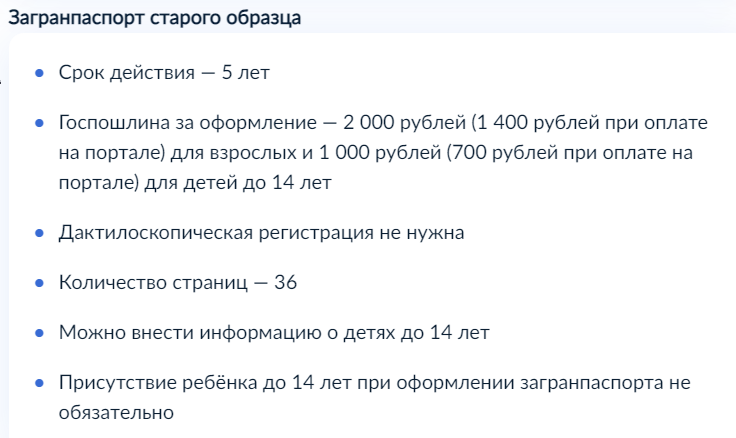 Загранпаспорт старого образца
Срок действия — 5 лет
Госпошлина за оформление — 2 000 рублей (1 400 рублей при оплате
на портале) для взрослых и 1 000 рублей (700 рублей при оплате на
портале) для детей до 14 лет
Дактилоскопическая регистрация не нужна
Количество страниц — 36
Можно внести информацию о детях до 14 лет
Присутствие ребёнка до 14 лет при оформлении загранпаспорта не
обязательно